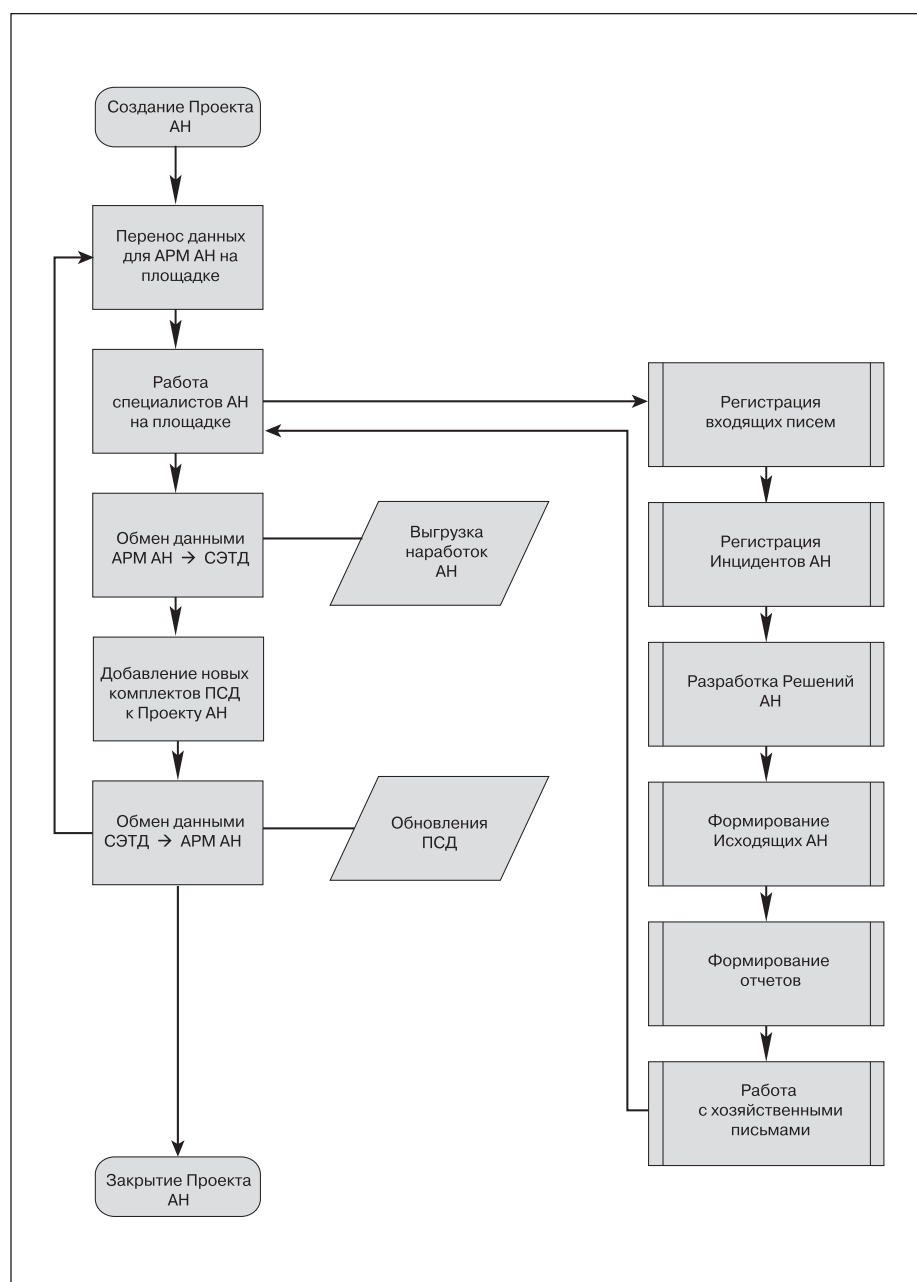 Создание Проекта
АН
Перенос данных
для АРМ АН на
площадке
Работа
специалистов АН
на площадке
Обмен данными
АРМ АН → СЭТД
Выгрузка
наработок
АН
Добавление новых
комплектов ПСД
к Проекту АН
Обмен данными
СЭТД → АРМ АН
Обновления
ПСД
Закрытие Проекта
АН
Регистрация
входящих писем
Регистрация
Инцидентов АН
Разработка Решений
АН
Формирование
Исходящих АН
Формирование
отчетов
Работа
с хозяйственными
письмами